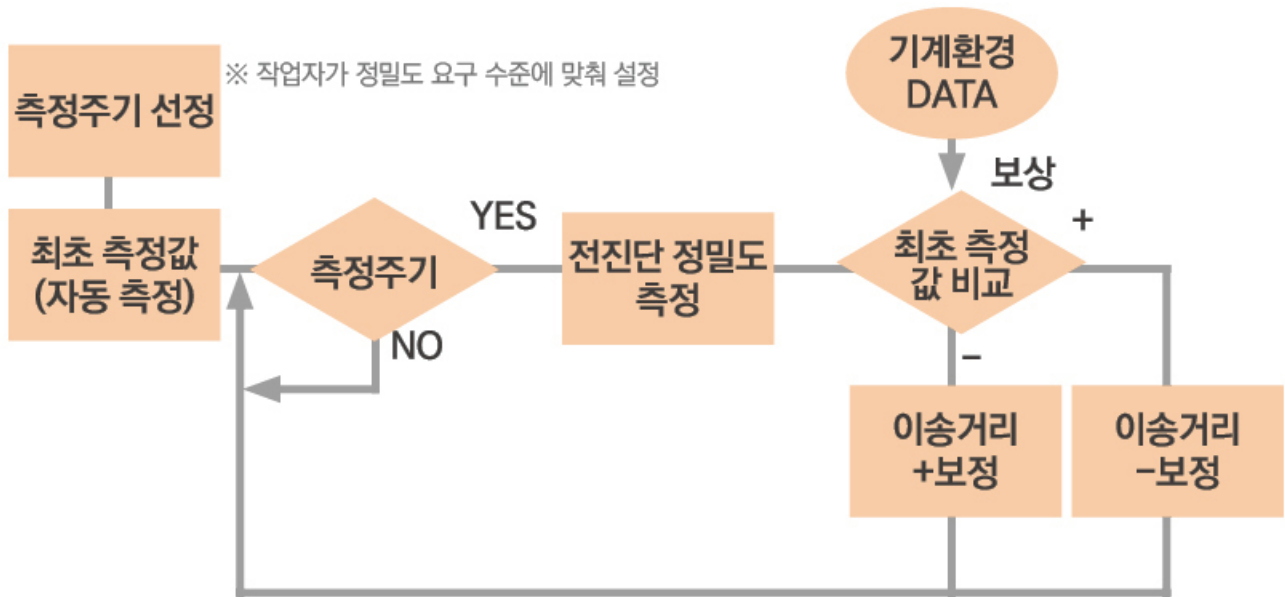 측정주기 선정
※ 작업자가 정밀도 요구 수준에 맞춰 설정
기계환경
DATA
보상
최초 측정값
(자동 측정)
측정주기
YES
NO
전진단 정밀도
측정
최초 측정
값 비교
+
-
이송거리
+보정
이송거리
-보정